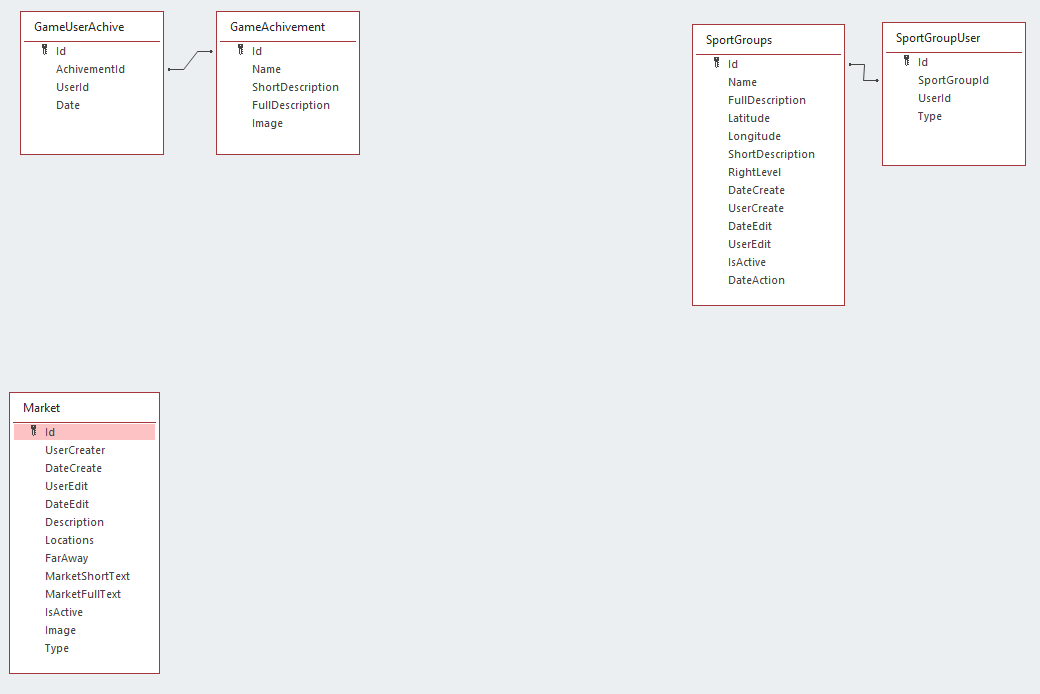 GameUserAchive
Id
AchivementId
UserId
Date
GameAchivement
Id
Name
ShortDescription
FullDescription
Image
SportGroups
Id
Name
FullDescription
Latitude
Longitude
ShortDescription
RightLevel
DateCreate
UserCreate
DateEdit
UserEdit
IsActive
DateAction
SportGroupUser
Id
SportGroupId
UserId
Type
Market
Id
UserCreater
DateCreate
UserEdit
DateEdit
Description
Locations
FarAway
MarketShortText
MarketFullText
IsActive
Image
Type